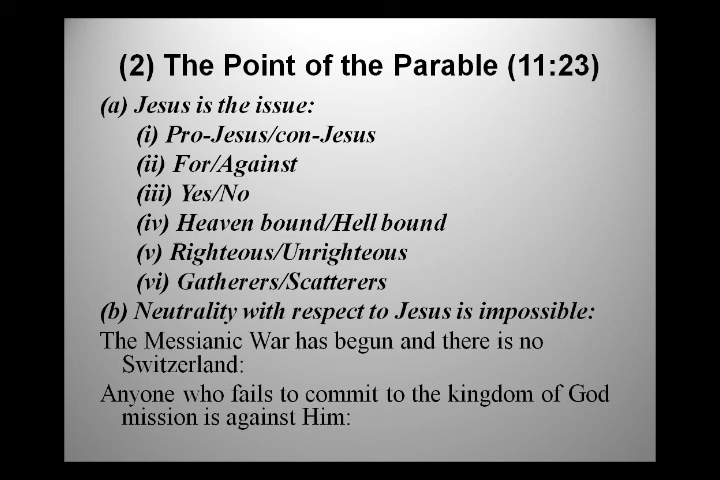 (2) The Point of the Parable (11:23)
(a) Jesus is the issue:
(i) Pro-Jesus/con-Jesus
(ii) For/Against
(iii) Yes/No
(iv) Heaven bound/Hell bound
(v) Righteous/Unrighteous
(vi) Gatherers/Scatterers
(b) Neutrality with respect to Jesus is impossible:
The Messianic War has begun and there is no
Switzerland:
Anyone who fails to commit to the kingdom of God
mission is against Him: